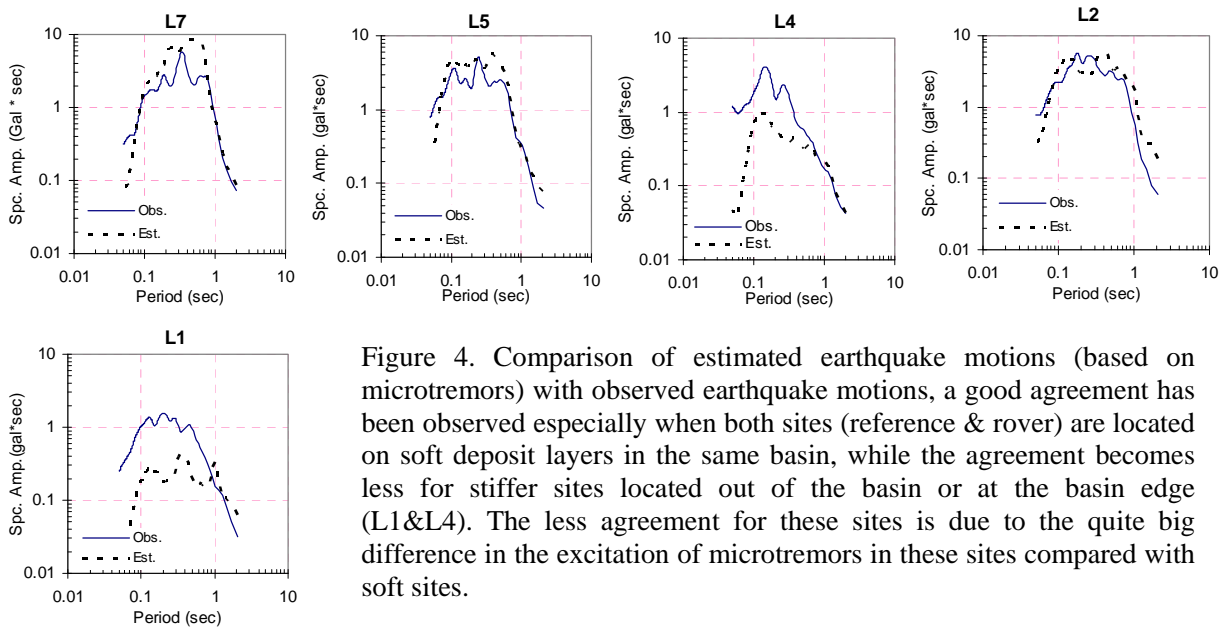 L7
Spc. Amp. (Gal * sec)
10
1
0.1
0.01
Obs.
Est.
0.01 0.1 1 10
Period (sec)
L5
Spc. Amp. (gal*sec)
10
1
0.1
0.01
Obs.
Est.
0.01 0.1 1 10
Period (sec)
L4
Spc. Amp. (gal*sec)
10
1
0.1
0.01
Obs.
Est.
0.01 0.1 1 10
Period (sec)
L2
Spc. Amp. (gal*sec)
10
1
0.1
0.01
Obs.
Est.
0.01 0.1 1 10
Period (sec)
L1
Spc. Amp.(gal*sec)
10
1
0.1
0.01
Obs.
Est.
0.01 0.1 1 10
Period (sec)
Figure 4. Comparison of estimated earthquake motions (based on
microtremors) with observed earthquake motions, a good agreement has
been observed especially when both sites (reference & rover) are located
on soft deposit layers in the same basin, while the agreement becomes
less for stiffer sites located out of the basin or at the basin edge
(L1&L4). The less agreement for these sites is due to the quite big
difference in the excitation of microtremors in these sites compared with
soft sites.